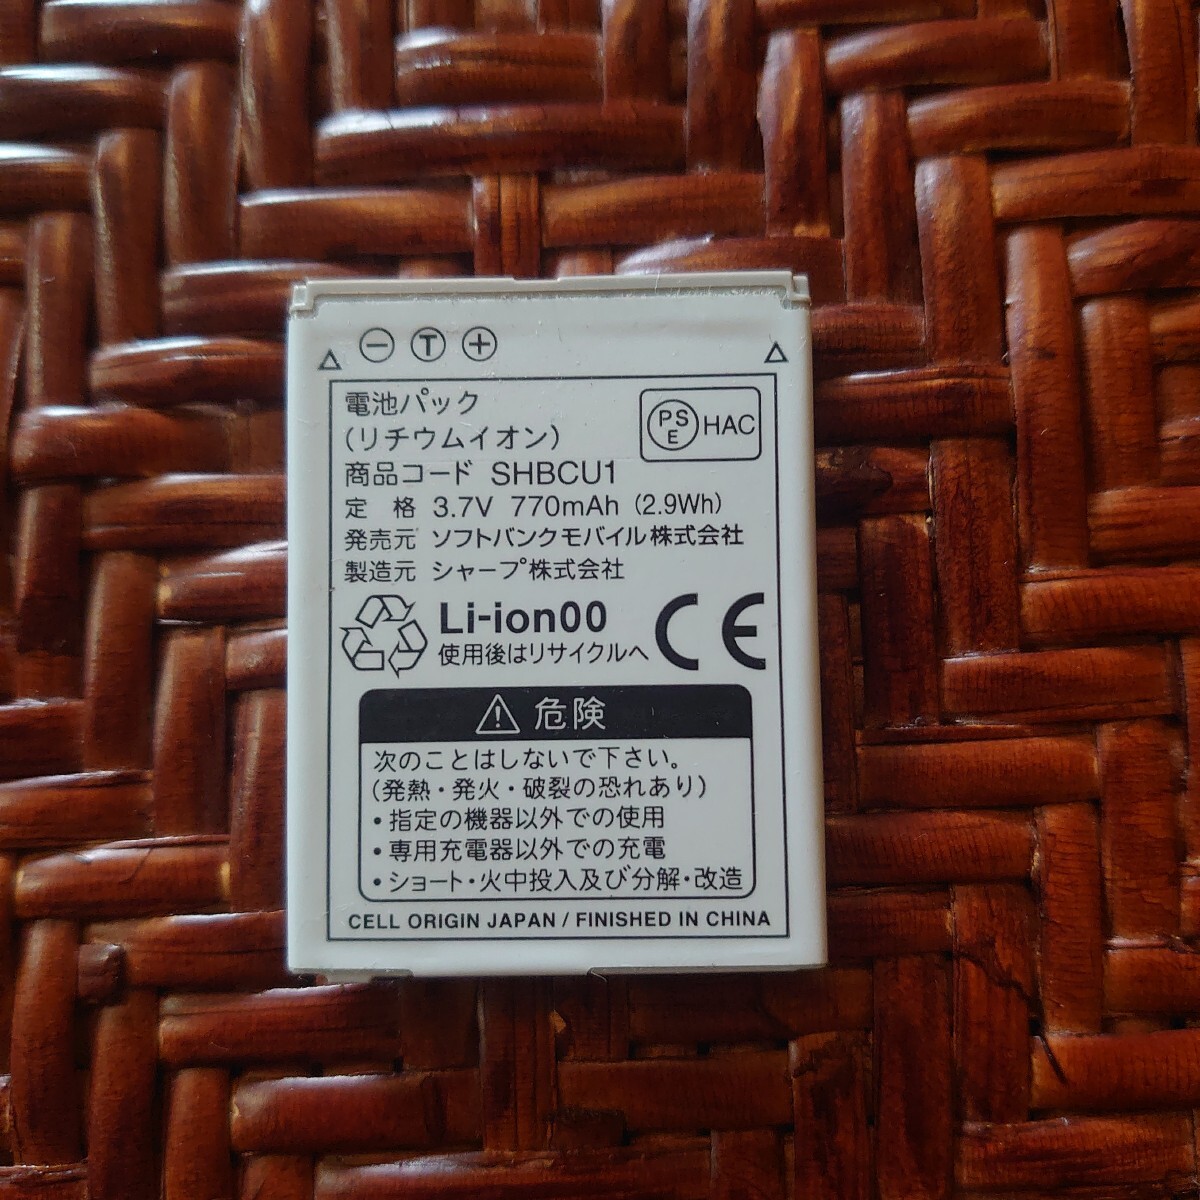 ⊖ Ⓣ ⊕
△ △
電池パック
(リチウムイオン)
PSE HAC
商品コード SHBCU1
定 格 3.7V 770mAh (2.9Wh)
発売元 ソフトバンクモバイル株式会社
製造元 シャープ株式会社
Li-ion00
使用後はリサイクルへ
CE
⚠ 危険
次のことはしないで下さい。
(発熱・発火・破裂の恐れあり)
・指定の機器以外での使用
・専用充電器以外での充電
・ショート・火中投入及び分解・改造
CELL ORIGIN JAPAN / FINISHED IN CHINA